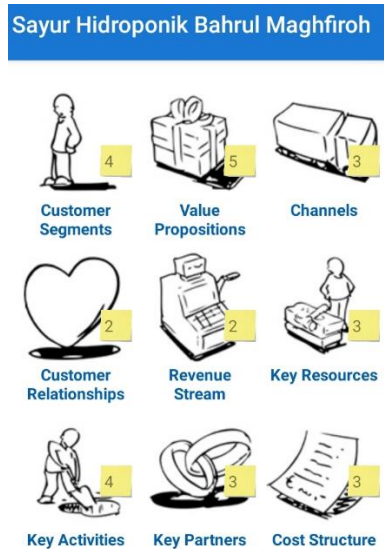 Sayur Hidroponik Bahrul Maghfiroh
4
5
3
Customer
Segments
Value
Propositions
Channels
2
2
3
Customer
Relationships
Revenue
Stream
Key Resources
4
3
3
Key Activities
Key Partners
Cost Structure